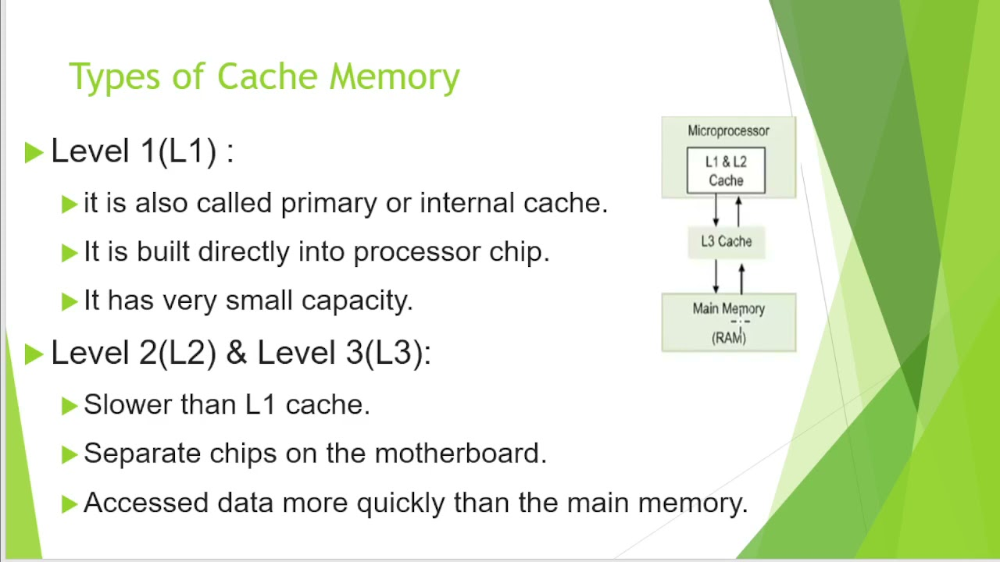 Types of Cache Memory
Level 1(L1) :
it is also called primary or internal cache.
It is built directly into processor chip.
It has very small capacity.
Level 2(L2) & Level 3(L3):
Slower than L1 cache.
Separate chips on the motherboard.
Accessed data more quickly than the main memory.
Microprocessor
L1 & L2
Cache
L3 Cache
Main Memory
(RAM)